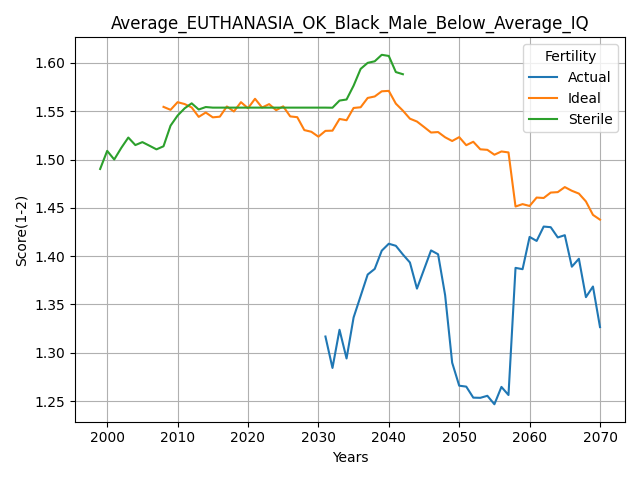 Average_EUTHANASIA_OK_Black_Male_Below_Average_IQ
Fertility
Actual
Ideal
Sterile
Score(1-2)
1.60
1.55
1.50
1.45
1.40
1.35
1.30
1.25
2000 2010 2020 2030 2040 2050 2060 2070
Years